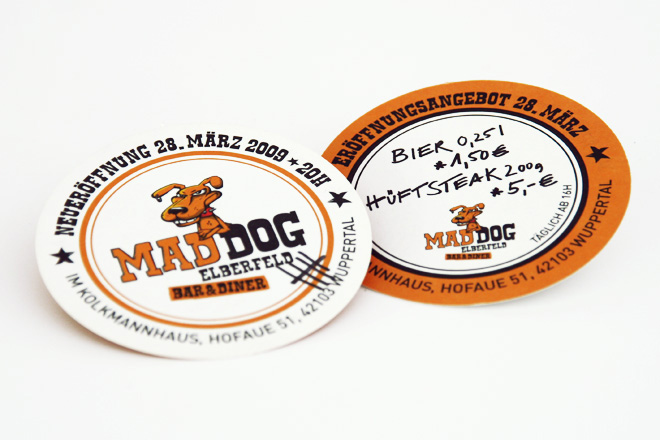 NEUERÖFFNUNG 28. MÄRZ 2009 ★ 20H
MAD DOG
ELBERFELD
BAR & DINER
IM KOLKMANNHAUS, HOFAUE 51, 42103 WUPPERTAL
ERÖFFNUNGSANGEBOT 28. MÄRZ
BIER 0,25l
* 1,50€
HÜFTSTEAK 200g
* 5,-€
MAD DOG
ELBERFELD
BAR & DINER
TÄGLICH AB 16H
MANNHAUS, HOFAUE 51, 42103 WUPPERTAL